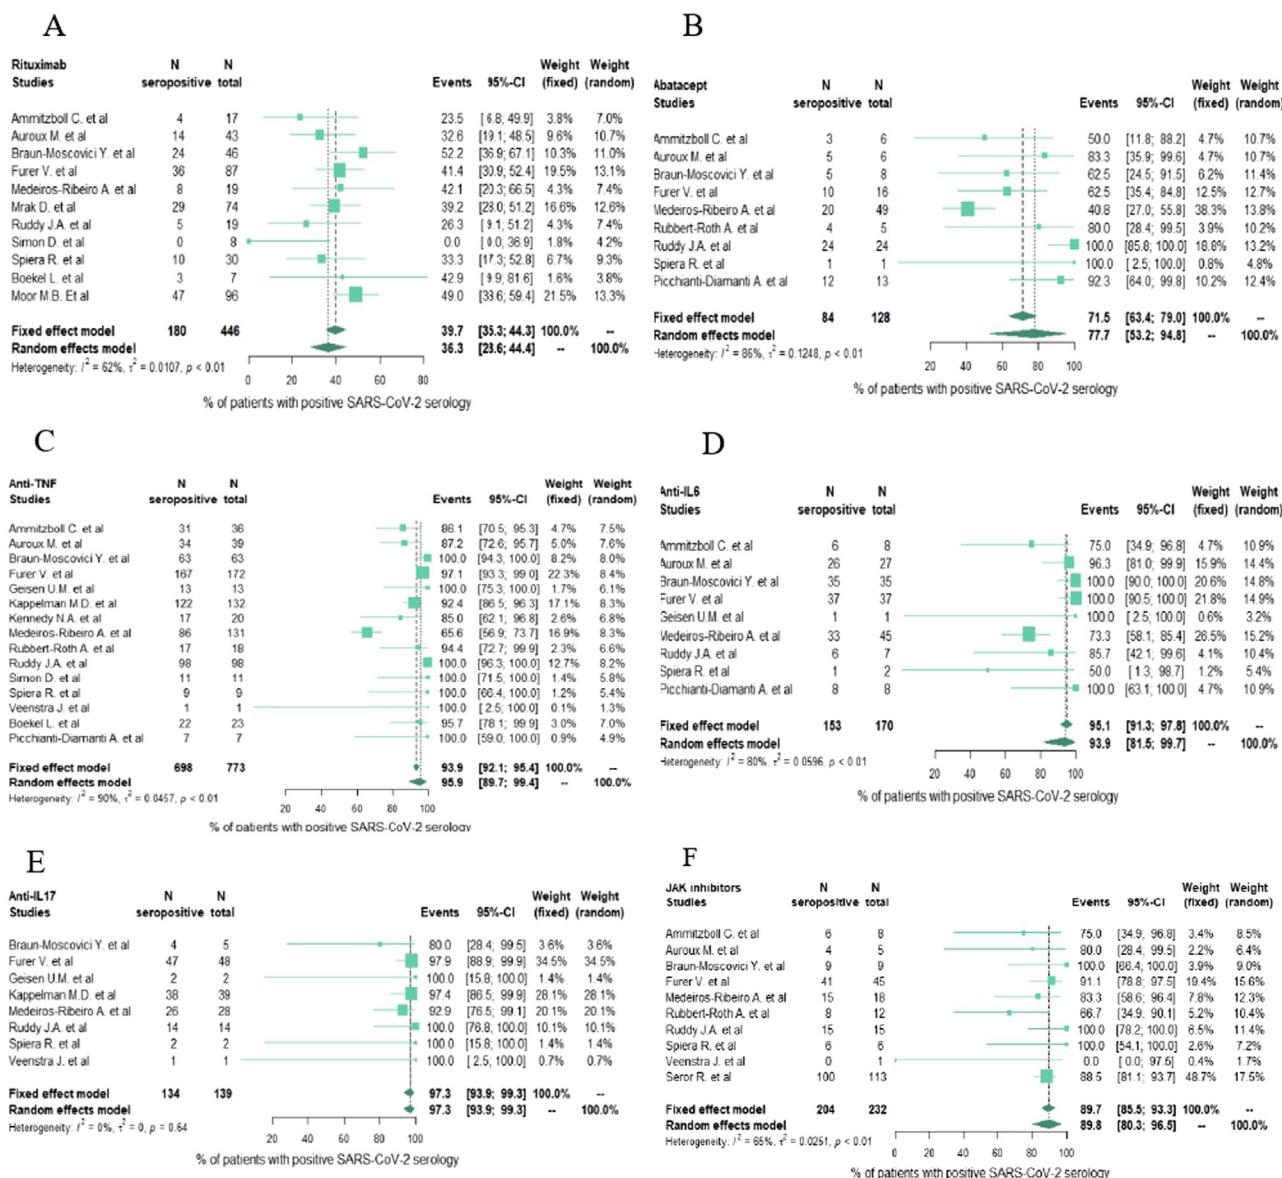 A
Rituximab N N Weight Weight
Studies seropositive total Events 95%-CI (fixed) (random)
Ammitzboll C. et al 4 17 23.5 [ 6.8; 49.9] 3.8% 7.0%
Auroux M. et al 14 43 32.6 [19.1; 48.5] 9.6% 10.7%
Braun-Moscovici Y. et al 24 46 52.2 [36.9; 67.1] 10.3% 11.0%
Furer V. et al 36 87 41.4 [30.9; 52.4] 19.5% 13.1%
Medeiros-Ribeiro A. et al 8 19 42.1 [20.3; 66.5] 4.3% 7.4%
Mrak D. et al 29 74 39.2 [28.0; 51.2] 16.6% 12.6%
Ruddy J.A. et al 5 19 26.3 [ 9.1; 51.2] 4.3% 7.4%
Simon D. et al 0 8 0.0 [ 0.0; 36.9] 1.8% 4.2%
Spiera R. et al 10 30 33.3 [17.3; 52.8] 6.7% 9.3%
Boekel L. et al 3 7 42.9 [ 9.9; 81.6] 1.6% 3.8%
Moor M.B. Et al 47 96 49.0 [38.6; 59.4] 21.5% 13.3%
Fixed effect model 180 446 39.7 [35.3; 44.3] 100.0% --
Random effects model 36.3 [28.6; 44.4] -- 100.0%
Heterogeneity: I² = 62%, τ² = 0.0107, p < 0.01
0 20 40 60 80
% of patients with positive SARS-CoV-2 serology
B
Abatacept N N Weight Weight
Studies seropositive total Events 95%-CI (fixed) (random)
Ammitzboll C. et al 3 6 50.0 [11.8; 88.2] 4.7% 10.7%
Auroux M. et al 5 6 83.3 [35.9; 99.6] 4.7% 10.7%
Braun-Moscovici Y. et al 5 8 62.5 [24.5; 91.5] 6.2% 11.4%
Furer V. et al 10 16 62.5 [35.4; 84.8] 12.5% 12.7%
Medeiros-Ribeiro A. et al 20 49 40.8 [27.0; 55.8] 38.3% 13.8%
Rubbert-Roth A. et al 4 5 80.0 [28.4; 99.5] 3.9% 10.2%
Ruddy J.A. et al 24 24 100.0 [85.8; 100.0] 18.8% 13.2%
Spiera R. et al 1 1 100.0 [ 2.5; 100.0] 0.8% 4.8%
Picchianti-Diamanti A. et al 12 13 92.3 [64.0; 99.8] 10.2% 12.4%
Fixed effect model 84 128 71.5 [63.4; 79.0] 100.0% --
Random effects model 77.7 [53.2; 94.8] -- 100.0%
Heterogeneity: I² = 86%, τ² = 0.1248, p < 0.01
20 40 60 80 100
% of patients with positive SARS-CoV-2 serology
C
Anti-TNF N N Weight Weight
Studies seropositive total Events 95%-CI (fixed) (random)
Ammitzboll C. et al 31 36 86.1 [70.5; 95.3] 4.7% 7.5%
Auroux M. et al 34 39 87.2 [72.6; 95.7] 5.0% 7.6%
Braun-Moscovici Y. et al 63 63 100.0 [94.3; 100.0] 8.2% 8.0%
Furer V. et al 167 172 97.1 [93.3; 99.0] 22.3% 8.4%
Geisen U.M. et al 13 13 100.0 [75.3; 100.0] 1.7% 6.1%
Kappelman M.D. et al 122 132 92.4 [86.5; 96.3] 17.1% 8.3%
Kennedy N.A. et al 17 20 85.0 [62.1; 96.8] 2.6% 6.8%
Medeiros-Ribeiro A. et al 86 131 65.6 [56.9; 73.7] 16.9% 8.3%
Rubbert-Roth A. et al 17 18 94.4 [72.7; 99.9] 2.3% 6.6%
Ruddy J.A. et al 98 98 100.0 [96.3; 100.0] 12.7% 8.2%
Simon D. et al 11 11 100.0 [71.5; 100.0] 1.4% 5.8%
Spiera R. et al 9 9 100.0 [66.4; 100.0] 1.2% 5.4%
Veenstra J. et al 1 1 100.0 [ 2.5; 100.0] 0.1% 1.3%
Boekel L. et al 22 23 95.7 [78.1; 99.9] 3.0% 7.0%
Picchianti-Diamanti A. et al 7 7 100.0 [59.0; 100.0] 0.9% 4.9%
Fixed effect model 698 773 93.9 [92.1; 95.4] 100.0% --
Random effects model 95.9 [89.7; 99.4] -- 100.0%
Heterogeneity: I² = 90%, τ² = 0.0457, p < 0.01
20 40 60 80 100
% of patients with positive SARS-CoV-2 serology
D
Anti-IL6 N N Weight Weight
Studies seropositive total Events 95%-CI (fixed) (random)
Ammitzboll C. et al 6 8 75.0 [34.9; 96.8] 4.7% 10.9%
Auroux M. et al 26 27 96.3 [81.0; 99.9] 15.9% 14.4%
Braun-Moscovici Y. et al 35 35 100.0 [90.0; 100.0] 20.6% 14.8%
Furer V. et al 37 37 100.0 [90.5; 100.0] 21.8% 14.9%
Geisen U.M. et al 1 1 100.0 [ 2.5; 100.0] 0.6% 3.2%
Medeiros-Ribeiro A. et al 33 45 73.3 [58.1; 85.4] 26.5% 15.2%
Ruddy J.A. et al 6 7 85.7 [42.1; 99.6] 4.1% 10.4%
Spiera R. et al 1 2 50.0 [ 1.3; 98.7] 1.2% 5.4%
Picchianti-Diamanti A. et al 8 8 100.0 [63.1; 100.0] 4.7% 10.9%
Fixed effect model 153 170 95.1 [91.3; 97.8] 100.0% --
Random effects model 93.9 [81.5; 99.7] -- 100.0%
Heterogeneity: I² = 80%, τ² = 0.0596, p < 0.01
20 40 60 80 100
% of patients with positive SARS-CoV-2 serology
E
Anti-IL17 N N Weight Weight
Studies seropositive total Events 95%-CI (fixed) (random)
Braun-Moscovici Y. et al 4 5 80.0 [28.4; 99.5] 3.6% 3.6%
Furer V. et al 47 48 97.9 [88.9; 99.9] 34.5% 34.5%
Geisen U.M. et al 2 2 100.0 [15.8; 100.0] 1.4% 1.4%
Kappelman M.D. et al 38 39 97.4 [86.5; 99.9] 28.1% 28.1%
Medeiros-Ribeiro A. et al 26 28 92.9 [76.5; 99.1] 20.1% 20.1%
Ruddy J.A. et al 14 14 100.0 [76.8; 100.0] 10.1% 10.1%
Spiera R. et al 2 2 100.0 [15.8; 100.0] 1.4% 1.4%
Veenstra J. et al 1 1 100.0 [ 2.5; 100.0] 0.7% 0.7%
Fixed effect model 134 139 97.3 [93.9; 99.3] 100.0% --
Random effects model 97.3 [93.9; 99.3] -- 100.0%
Heterogeneity: I² = 0%, τ² = 0, p = 0.64
20 40 60 80 100
% of patients with positive SARS-CoV-2 serology
F
JAK inhibitors N N Weight Weight
Studies seropositive total Events 95%-CI (fixed) (random)
Ammitzboll C. et al 6 8 75.0 [34.9; 96.8] 3.4% 8.5%
Auroux M. et al 4 5 80.0 [28.4; 99.5] 2.2% 6.4%
Braun-Moscovici Y. et al 9 9 100.0 [66.4; 100.0] 3.9% 9.0%
Furer V. et al 41 45 91.1 [78.8; 97.5] 19.4% 15.6%
Medeiros-Ribeiro A. et al 15 18 83.3 [58.6; 96.4] 7.8% 12.3%
Rubbert-Roth A. et al 8 12 66.7 [34.9; 90.1] 5.2% 10.4%
Ruddy J.A. et al 15 15 100.0 [78.2; 100.0] 6.5% 11.4%
Spiera R. et al 6 6 100.0 [54.1; 100.0] 2.6% 7.2%
Veenstra J. et al 0 1 0.0 [ 0.0; 97.5] 0.4% 1.7%
Seror R. et al 100 113 88.5 [81.1; 93.7] 48.7% 17.5%
Fixed effect model 204 232 89.7 [85.5; 93.3] 100.0% --
Random effects model 89.8 [80.3; 96.5] -- 100.0%
Heterogeneity: I² = 65%, τ² = 0.0251, p < 0.01
0 20 40 60 80 100
% of patients with positive SARS-CoV-2 serology